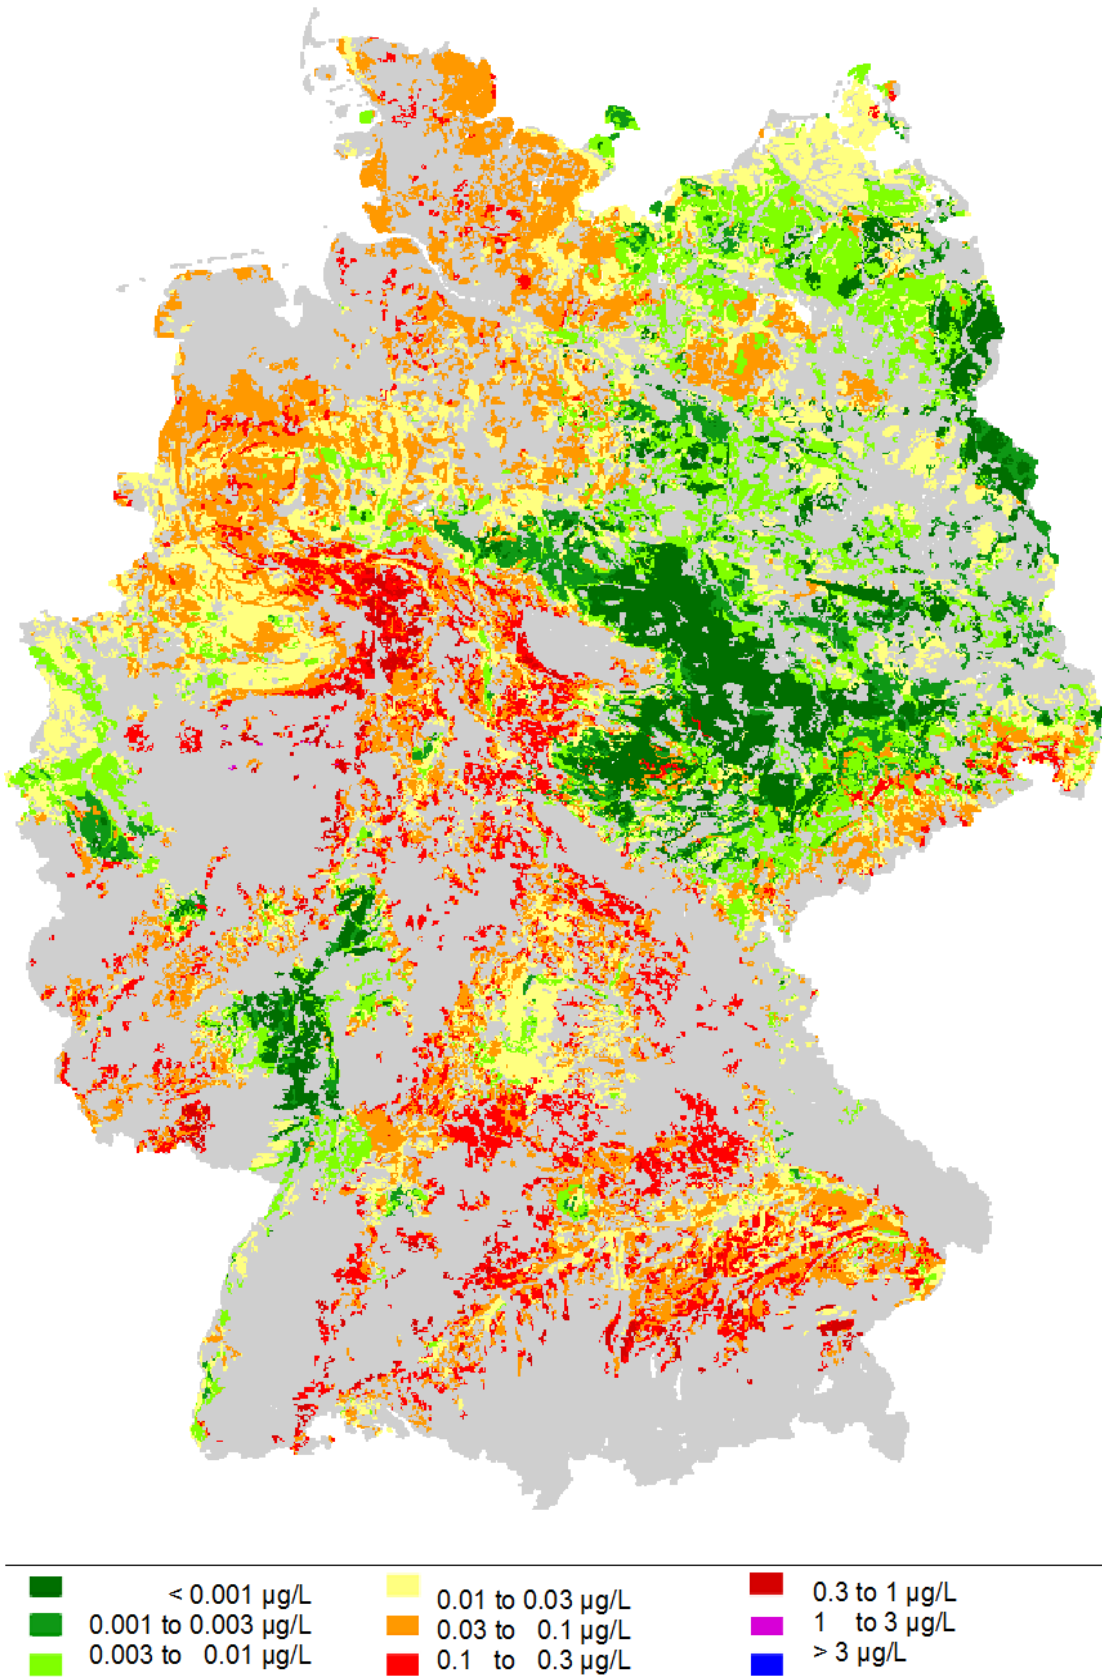 < 0.001 µg/L
0.001 to 0.003 µg/L
0.003 to 0.01 µg/L
0.01 to 0.03 µg/L
0.03 to 0.1 µg/L
0.1 to 0.3 µg/L
0.3 to 1 µg/L
1 to 3 µg/L
> 3 µg/L